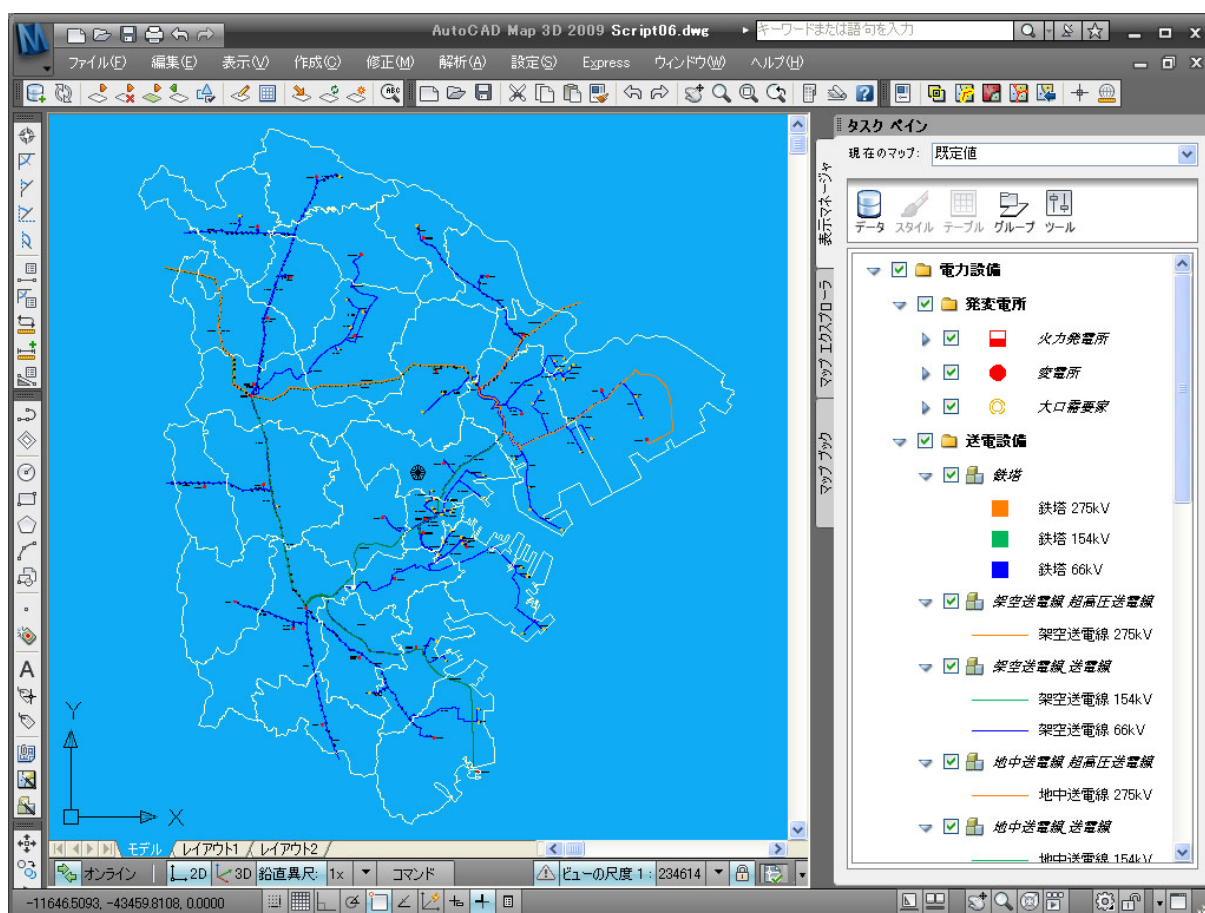 AutoCAD Map 3D 2009 Script06.dwg
キーワードまたは語句を入力
ファイル(F) 編集(E) 表示(V) 作成(C) 修正(M) 解析(A) 設定(S) Express ウィンドウ(W) ヘルプ(H)
ABC
タスク ペイン
現在のマップ: 既定値
データ スタイル テーブル グループ ツール
表示マネージャ
マップ エクスプローラ
マップ ブック
電力設備
発変電所
火力発電所
変電所
大口需要家
送電設備
鉄塔
鉄塔 275kV
鉄塔 154kV
鉄塔 66kV
架空送電線_超高圧送電線
架空送電線 275kV
架空送電線_送電線
架空送電線 154kV
架空送電線 66kV
地中送電線_超高圧送電線
地中送電線 275kV
地中送電線_送電線
地中送電線 154kV
A
Y
X
モデル レイアウト1 レイアウト2
オンライン 2D 3D 鉛直異尺: 1x コマンド ビューの尺度 1 : 234614
-11646.5093, -43459.8108, 0.0000